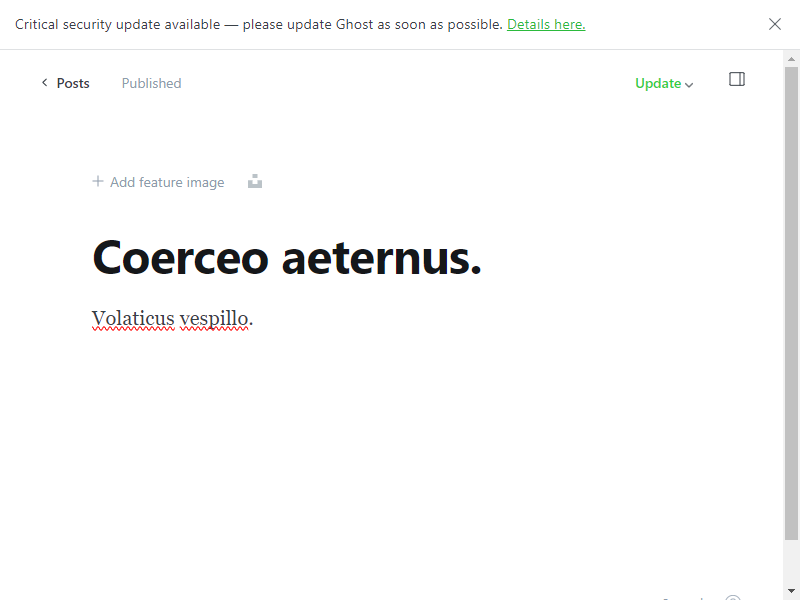 Critical security update available — please update Ghost as soon as possible. Details here.
Posts
Published
Update
Add feature image
Coerceo aeternus.
Volaticus vespillo.